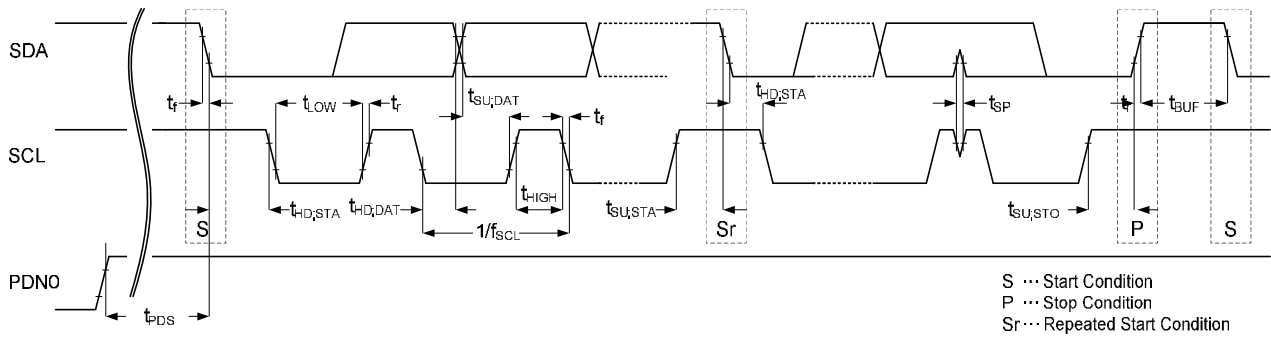 SDA
tf
tLOW
tr
tSU;DAT
tf
tHD;STA
tSP
tr
tBUF
SCL
tHD;STA
tHD;DAT
tHIGH
tSU;STA
tSU;STO
1/fSCL
S
Sr
P
S
PDN0
tPDS
S ··· Start Condition
P ··· Stop Condition
Sr ··· Repeated Start Condition